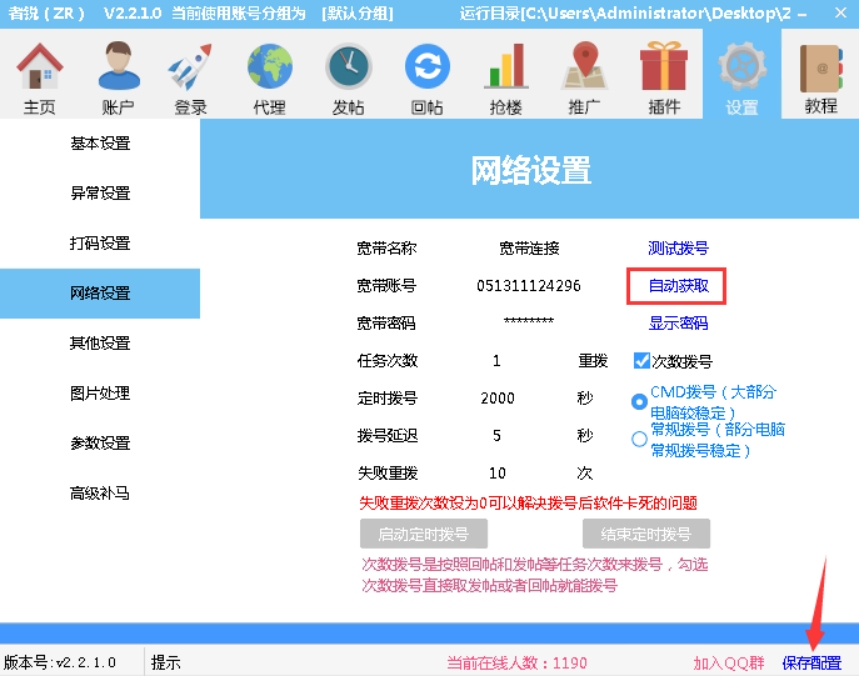 者说（ZR） V2.2.1.0 当前使用账号分组为 [默认分组] 运行目录[C:\Users\Administrator\Desktop\2
主页 账户 登录 代理 发帖 回帖 抢楼 推广 插件 设置 教程
基本设置
异常设置
打码设置
网络设置
其他设置
图片处理
参数设置
高级补马
网络设置
宽带名称 宽带连接 测试拨号
宽带账号 051311124296 自动获取
宽带密码 ******** 显示密码
任务次数 1 重拨 次数拨号
定时拨号 2000 秒 CMD拨号（大部分
电脑较稳定）
拨号延迟 5 秒 常规拨号（部分电脑
常规拨号稳定）
失败重拨 10 次
失败重拨次数设为0可以解决拨号后软件卡死的问题
启动定时拨号 结束定时拨号
次数拨号是按照回帖和发帖等任务次数来拨号，勾选
次数拨号直接取发帖或者回帖就能拨号
版本号:v2.2.1.0 提示 当前在线人数：1190 加入QQ群 保存配置